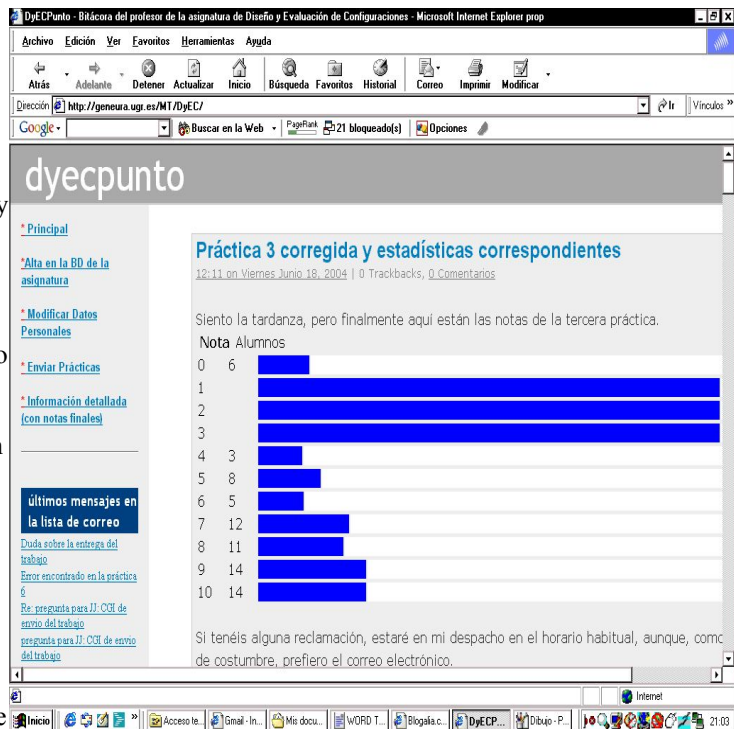 DyECPunto - Bitácora del profesor de la asignatura de Diseño y Evaluación de Configuraciones - Microsoft Internet Explorer prop
Archivo Edición Ver Favoritos Herramientas Ayuda
Atrás Adelante Detener Actualizar Inicio Búsqueda Favoritos Historial Correo Imprimir Modificar
Dirección http://geneura.ugr.es/MT/DyEC/ Ir Vínculos »
Google Buscar en la Web PageRank 21 bloqueado(s) Opciones
dyecpunto
y
* Principal
*Alta en la BD de la
asignatura
* Modificar Datos
Personales
o
* Enviar Prácticas
* Información detallada
(con notas finales)
últimos mensajes en
la lista de correo
Duda sobre la entrega del
trabajo
Error encontrado en la práctica
6
Re: pregunta para JJ: CGI de
envio del trabajo
pregunta para JJ: CGI de envio
del trabajo
Práctica 3 corregida y estadísticas correspondientes
12:11 on Viernes Junio 18, 2004 | 0 Trackbacks, 0 Comentarios
Siento la tardanza, pero finalmente aquí están las notas de la tercera práctica.
Nota Alumnos
0 6
1
2
3
4 3
5 8
6 5
7 12
8 11
9 14
10 14
Si tenéis alguna reclamación, estaré en mi despacho en el horario habitual, aunque, como
de costumbre, prefiero el correo electrónico.
Internet
e
Inicio » Acceso te... Gmail - In... Mis docu... WORD T... Blogalia.c... DyECP... Dibujo - P... 21:03